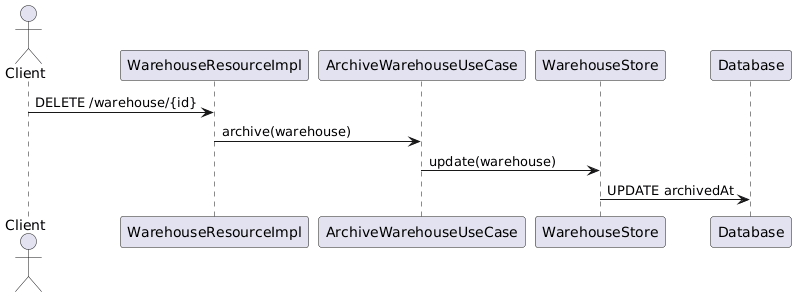 Client
WarehouseResourceImpl
ArchiveWarehouseUseCase
WarehouseStore
Database
DELETE /warehouse/{id}
archive(warehouse)
update(warehouse)
UPDATE archivedAt
Client
WarehouseResourceImpl
ArchiveWarehouseUseCase
WarehouseStore
Database